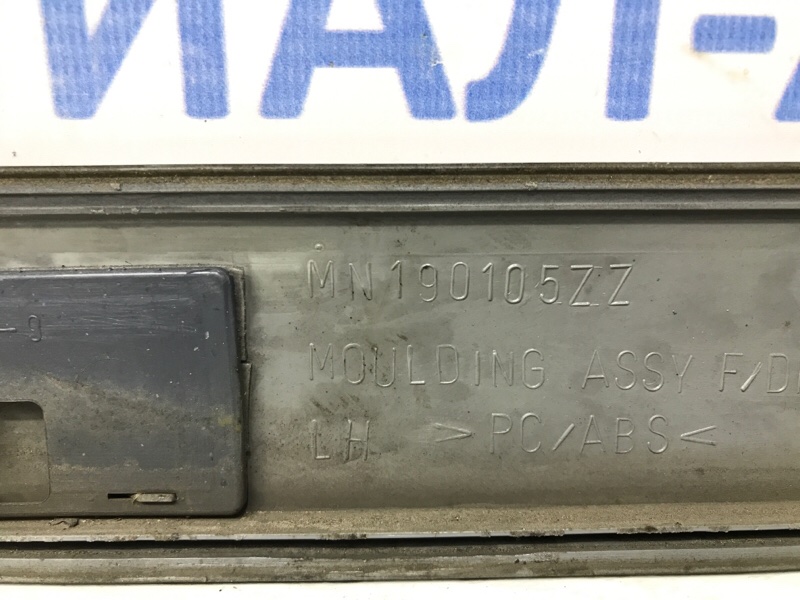 ИАЛ-А
MN190105ZZ
MOULDING ASSY F/D
LH >PC/ABS<